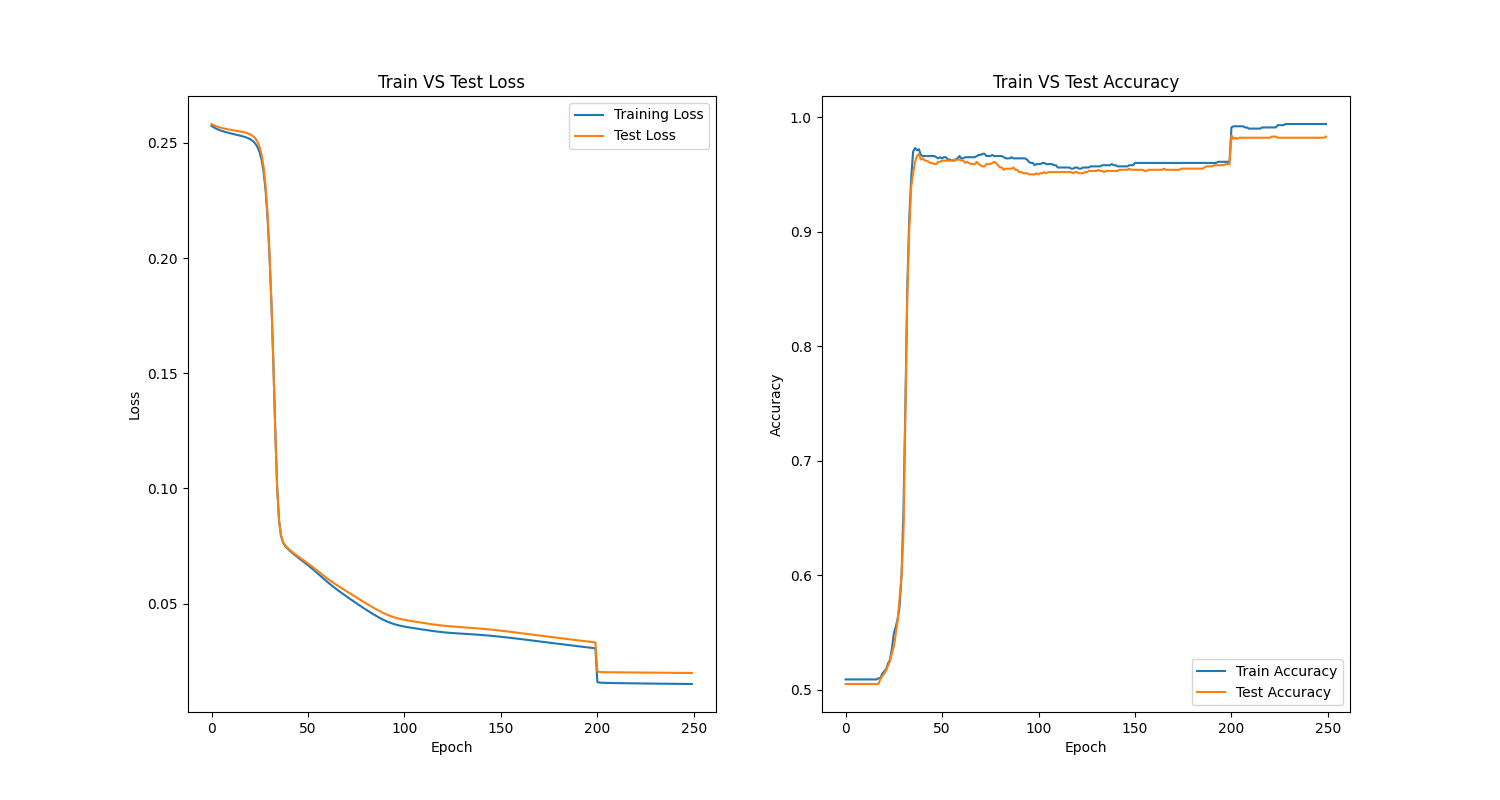 Train VS Test Loss
Training Loss
Test Loss
0.25
0.20
0.15
0.10
0.05
Loss
0
50
100
150
200
250
Epoch
Train VS Test Accuracy
1.0
0.9
0.8
0.7
0.6
0.5
Accuracy
Train Accuracy
Test Accuracy
0
50
100
150
200
250
Epoch